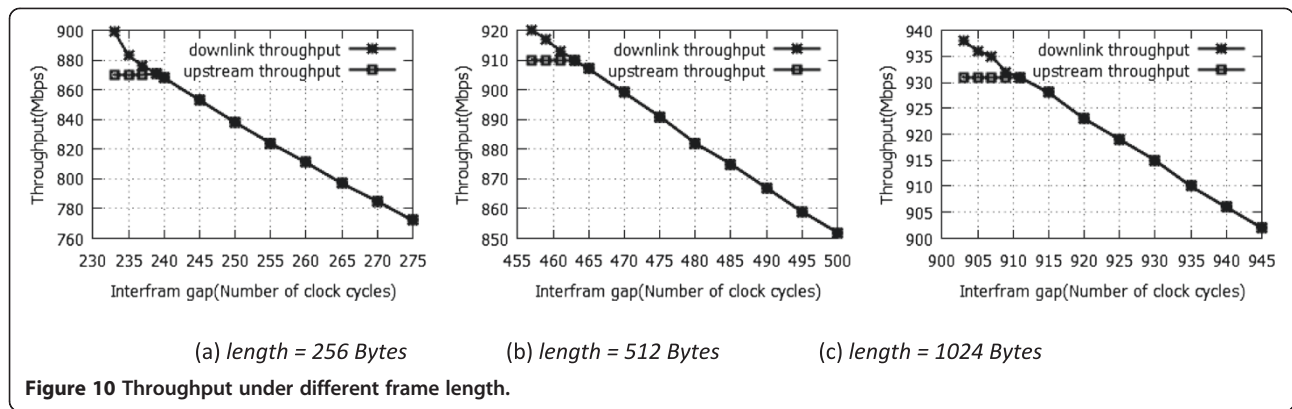 900
880
860
840
820
800
780
760
Throughput(Mbps)
downlink throughput
upstream throughput
230 235 240 245 250 255 260 265 270 275
Interfram gap(Number of clock cycles)
920
910
900
890
880
870
860
850
Throughput(Mbps)
downlink throughput
upstream throughput
455 460 465 470 475 480 485 490 495 500
Interfram gap(Number of clock cycles)
940
935
930
925
920
915
910
905
900
Throughput(Mbps)
downlink throughput
upstream throughput
900 905 910 915 920 925 930 935 940 945
Interfram gap(Number of clock cycles)
(a) length = 256 Bytes
(b) length = 512 Bytes
(c) length = 1024 Bytes
Figure 10 Throughput under different frame length.